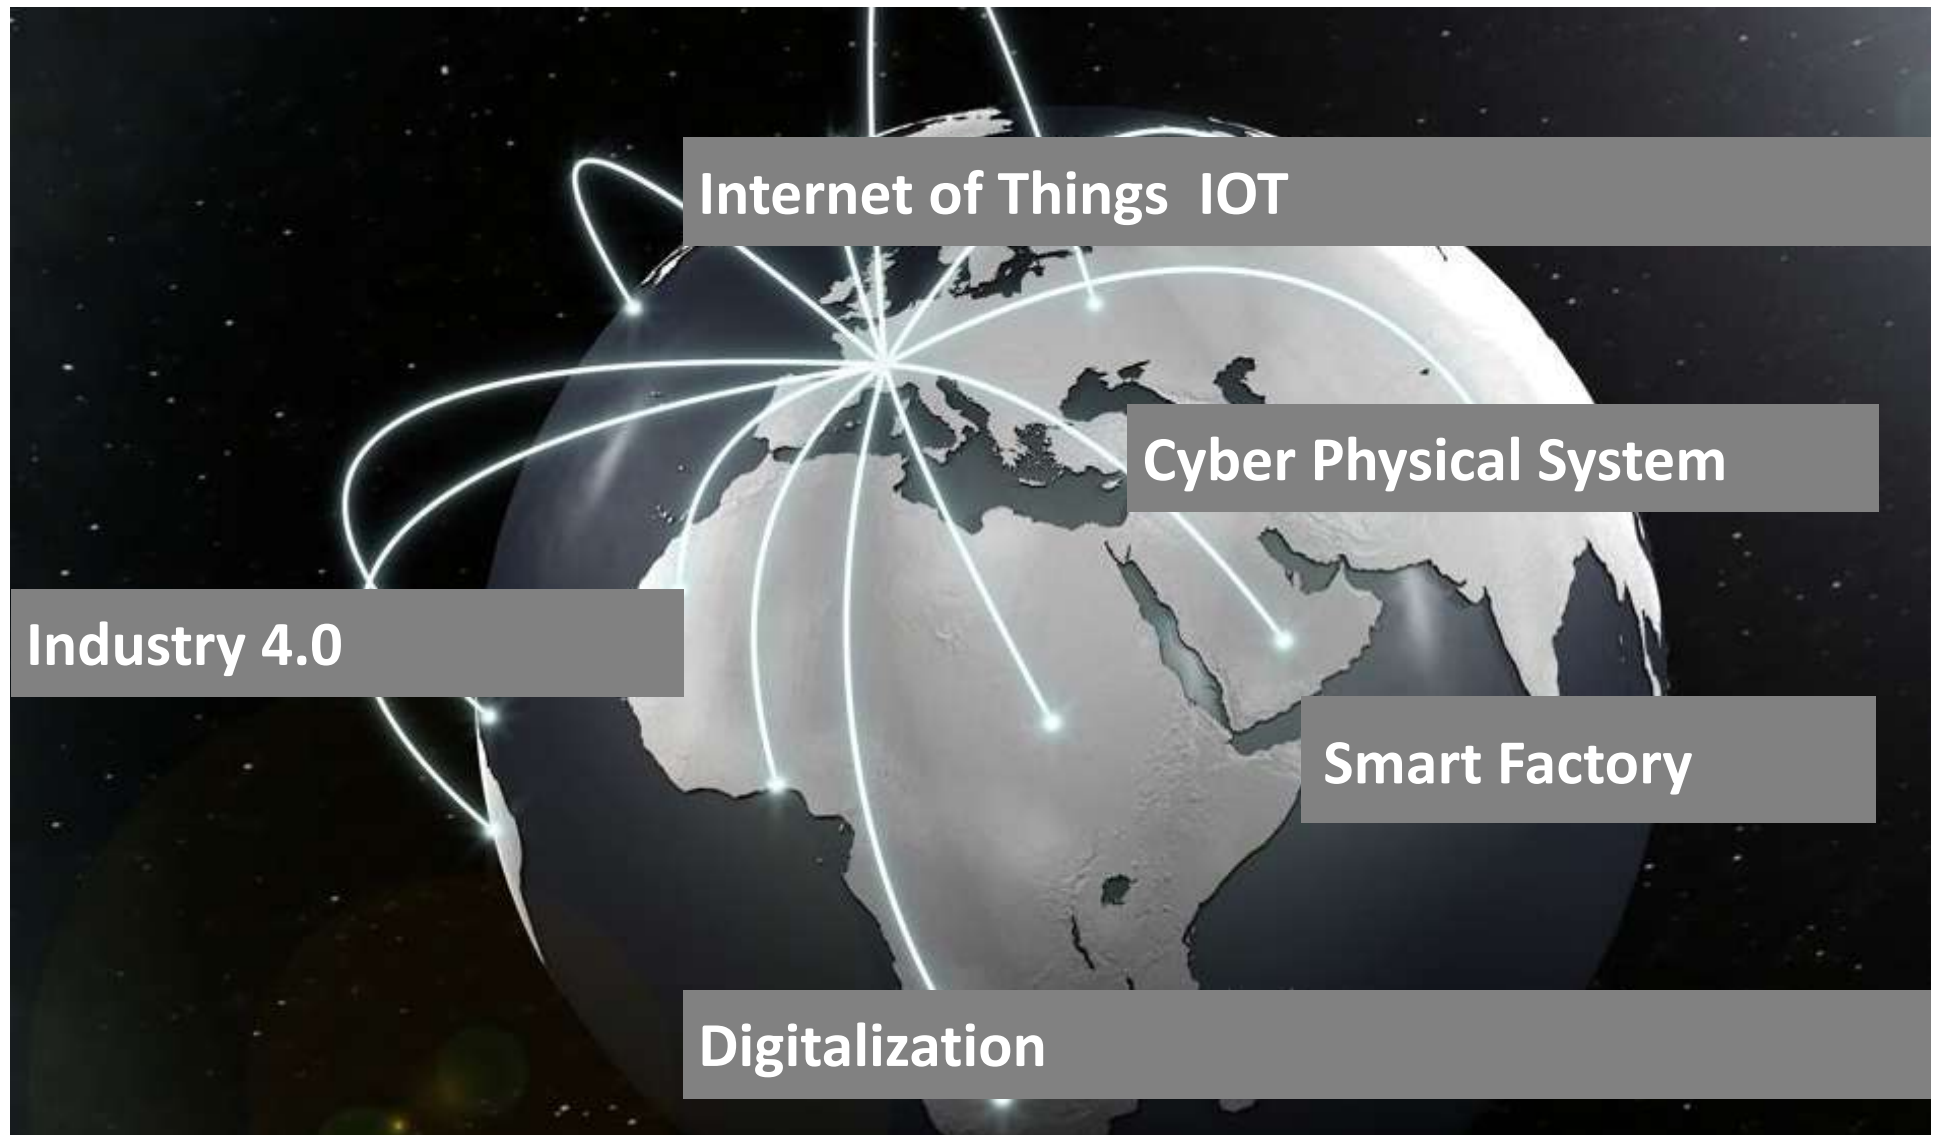 Internet of Things  IOT
Cyber Physical System
Industry 4.0
Smart Factory
Digitalization